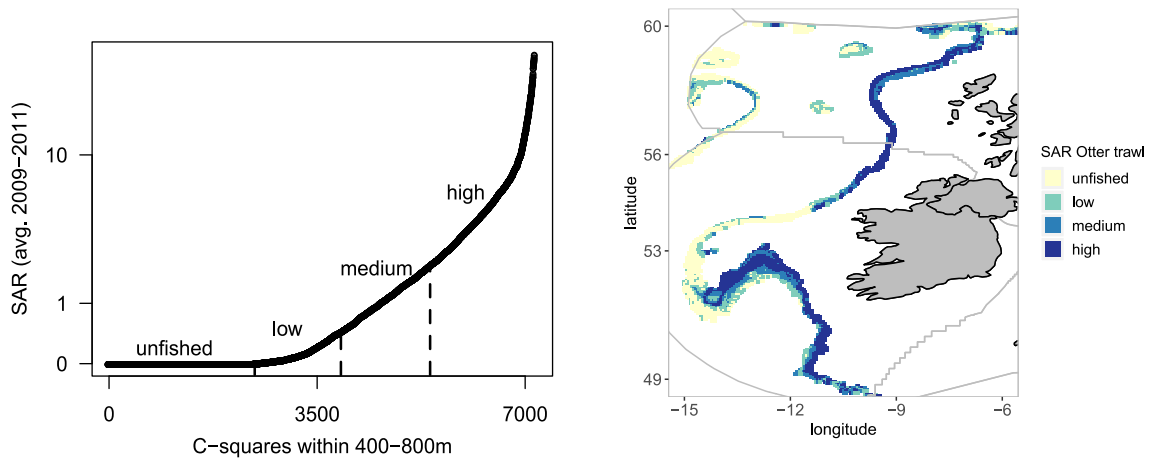 SAR (avg. 2009−2011)
10
1
0
unfished
low
medium
high
0
3500
7000
C−squares within 400−800m
latitude
60
56
53
49
−15
−12
−9
−6
longitude
SAR Otter trawl
unfished
low
medium
high